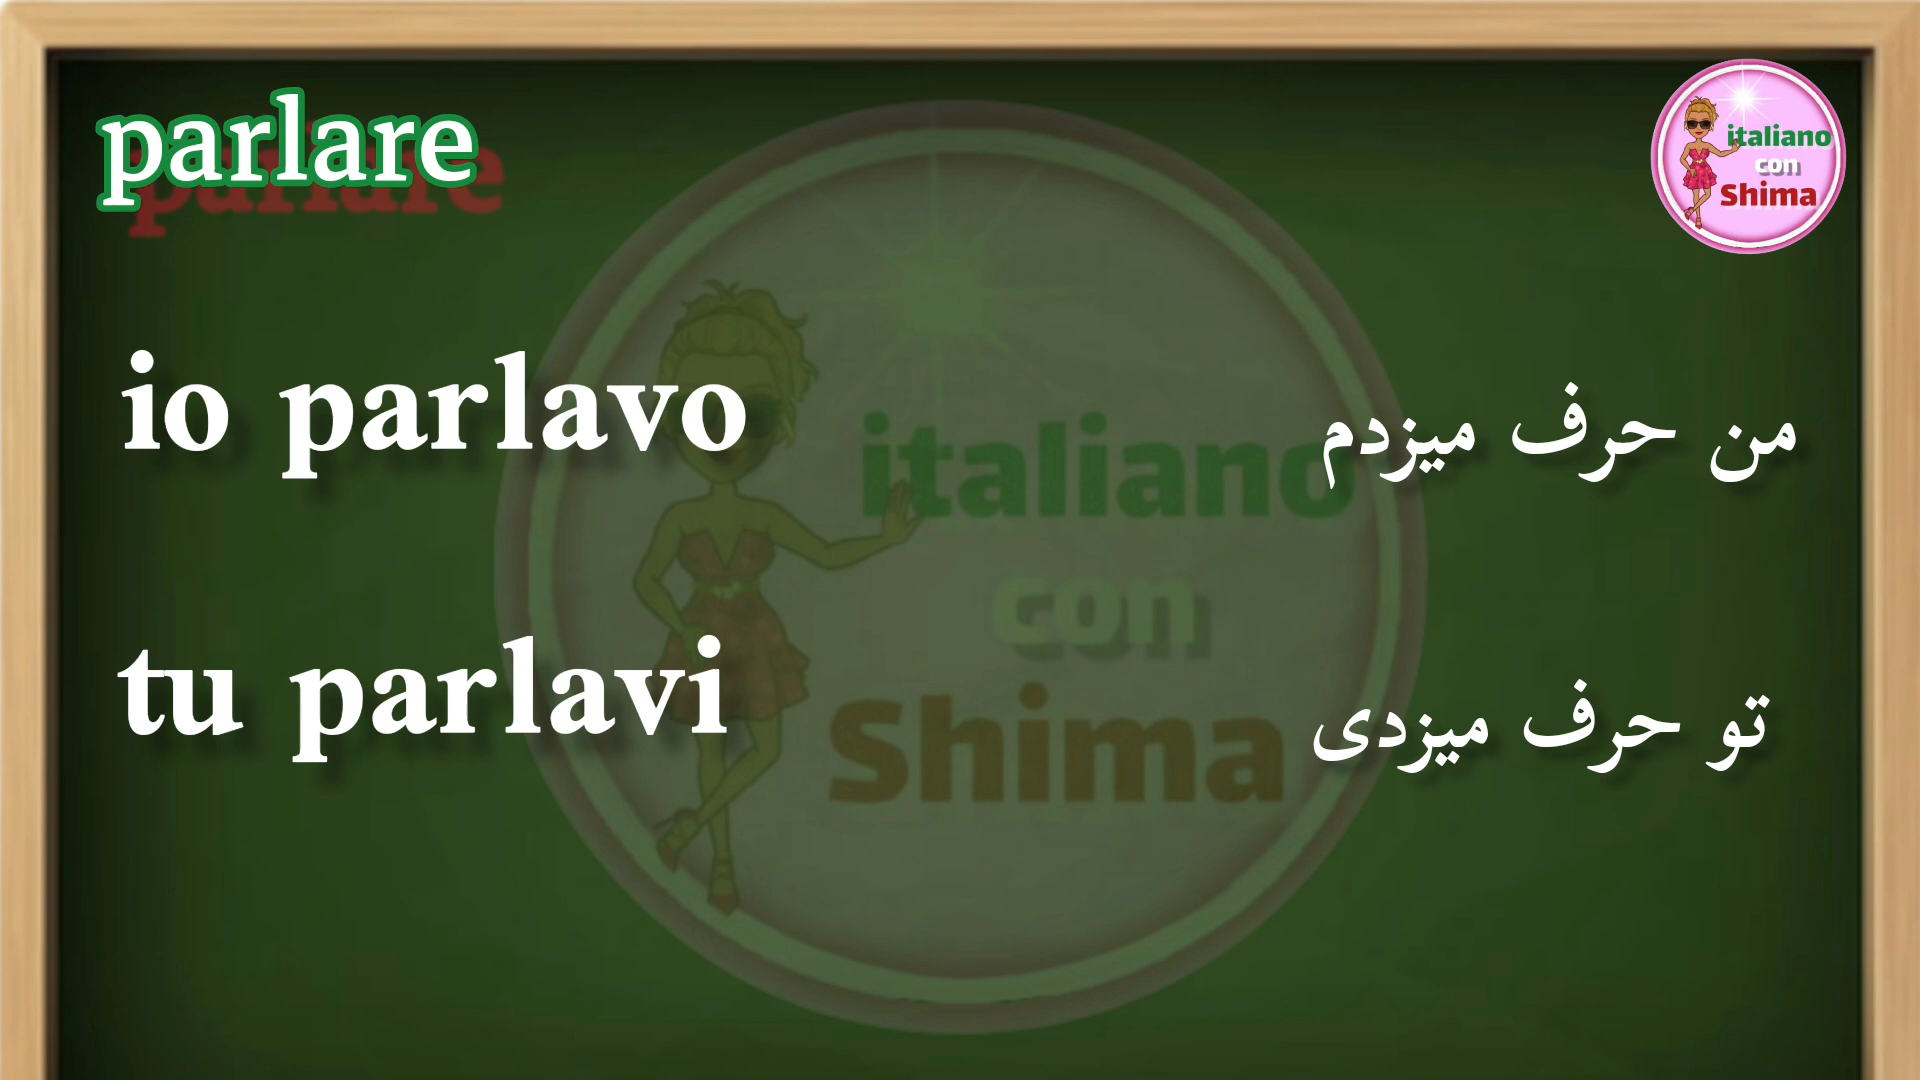 parlare
italiano
con
Shima
io parlavo من حرف میزدم
tu parlavi تو حرف میزدی
italiano
con
Shima